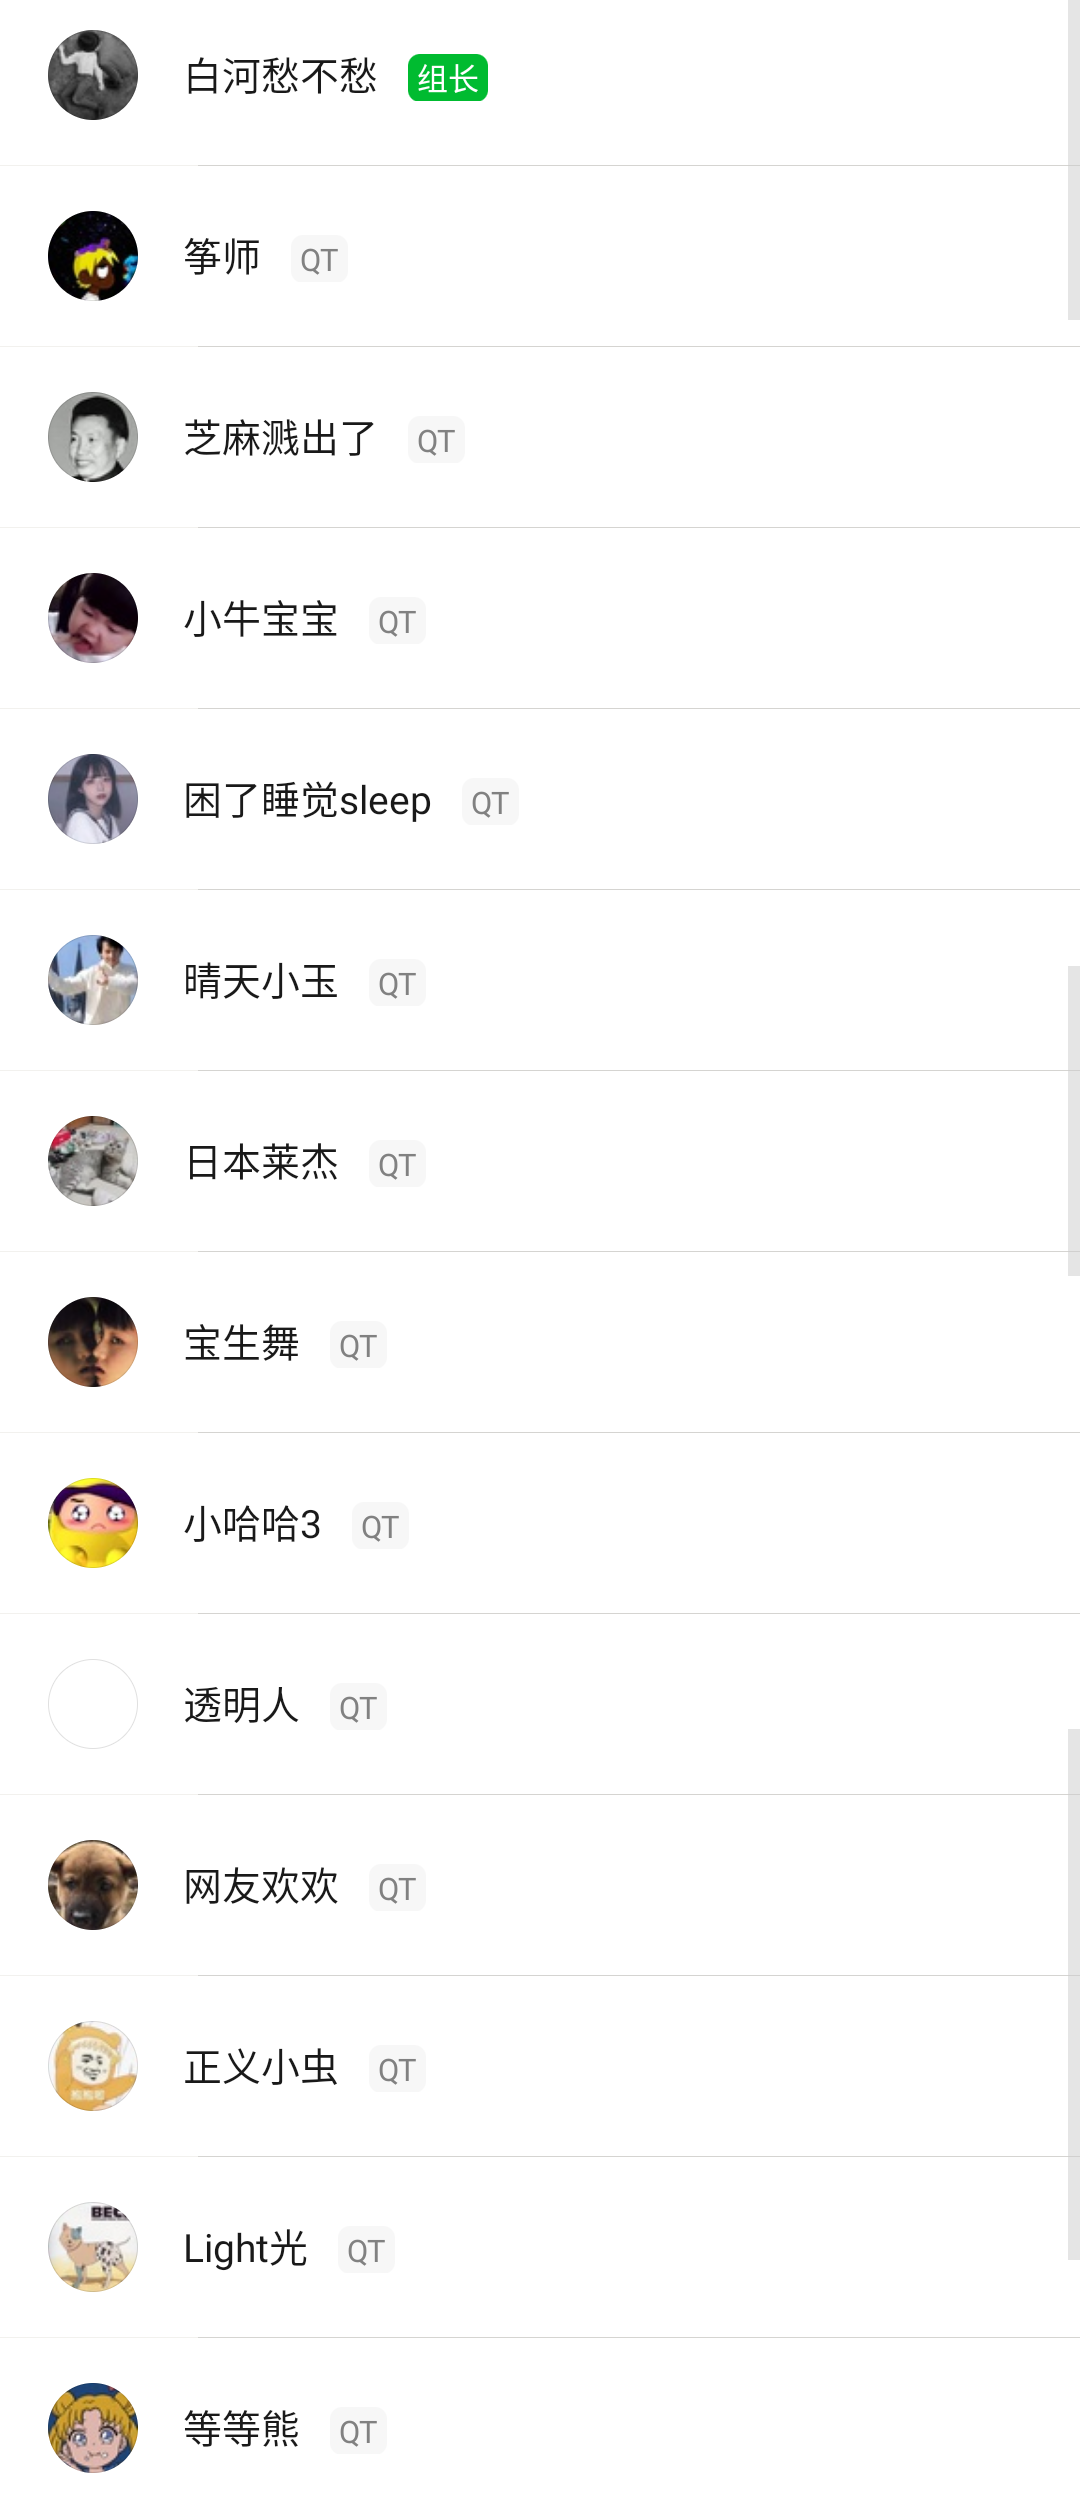 白河愁不愁 组长
筝师 QT
芝麻溅出了 QT
小牛宝宝 QT
困了睡觉sleep QT
晴天小玉 QT
日本莱杰 QT
宝生舞 QT
小哈哈3 QT
透明人 QT
网友欢欢 QT
正义小虫 QT
BEC
Light光 QT
等等熊 QT